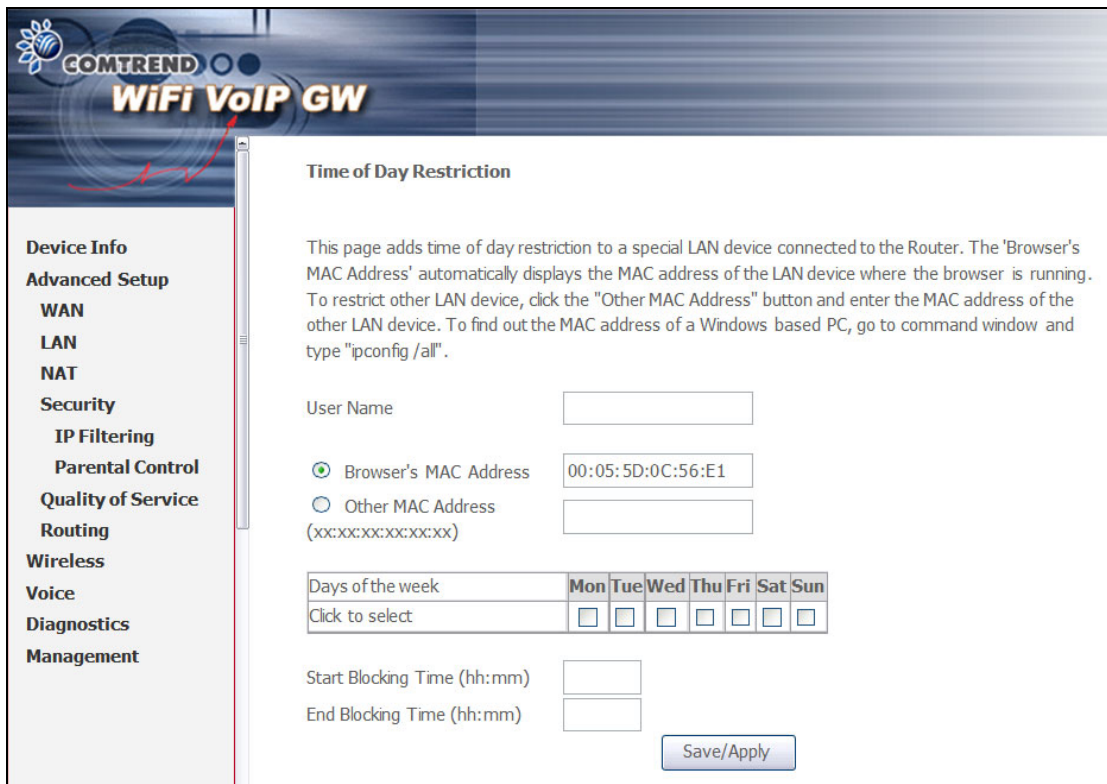 COMTREND
WiFi VoIP GW
Device Info
Advanced Setup
WAN
LAN
NAT
Security
IP Filtering
Parental Control
Quality of Service
Routing
Wireless
Voice
Diagnostics
Management
Time of Day Restriction
This page adds time of day restriction to a special LAN device connected to the Router. The 'Browser's
MAC Address' automatically displays the MAC address of the LAN device where the browser is running.
To restrict other LAN device, click the "Other MAC Address" button and enter the MAC address of the
other LAN device. To find out the MAC address of a Windows based PC, go to command window and
type "ipconfig /all".
User Name
Browser's MAC Address 00:05:5D:0C:56:E1
Other MAC Address
(xx:xx:xx:xx:xx:xx)
Days of the week Mon Tue Wed Thu Fri Sat Sun
Click to select
Start Blocking Time (hh:mm)
End Blocking Time (hh:mm)
Save/Apply